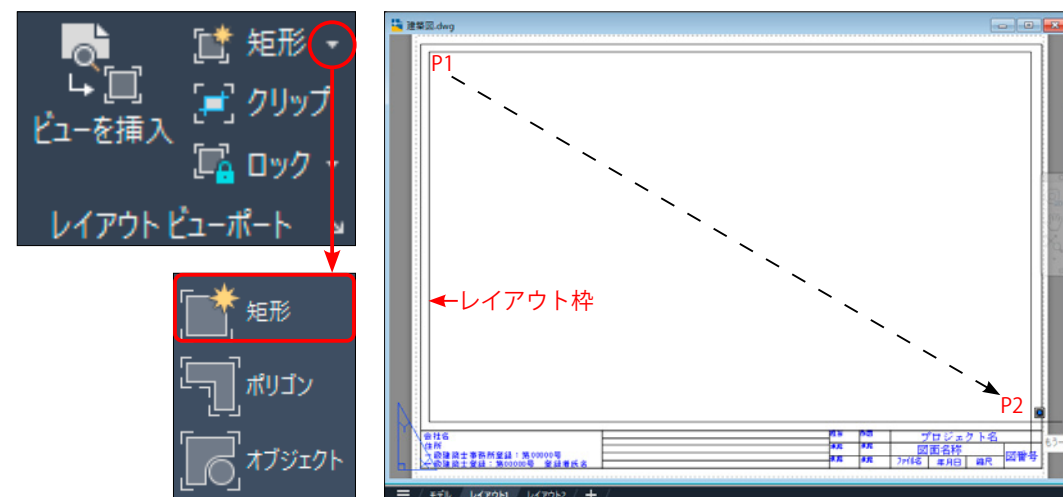 矩形
クリップ
ビューを挿入
ロック
レイアウト ビューポート
矩形
ポリゴン
オブジェクト
建築図.dwg
P1
レイアウト枠
P2
会社名
住所
プロジェクト名
図面名称
図番号
ファイル名 年月日 縮尺
モデル レイアウト1 レイアウト2 +